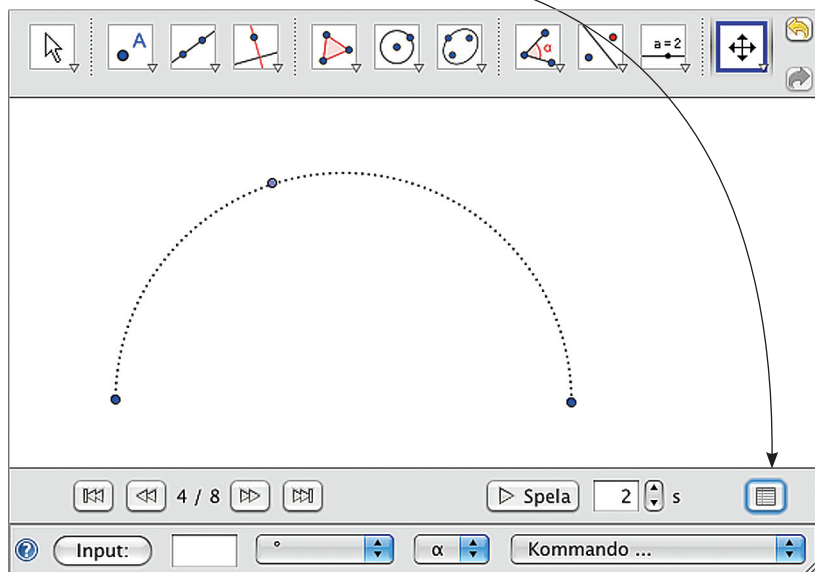 A α a = 2
4 / 8 Spela 2 s
Input: ° α Kommando ...